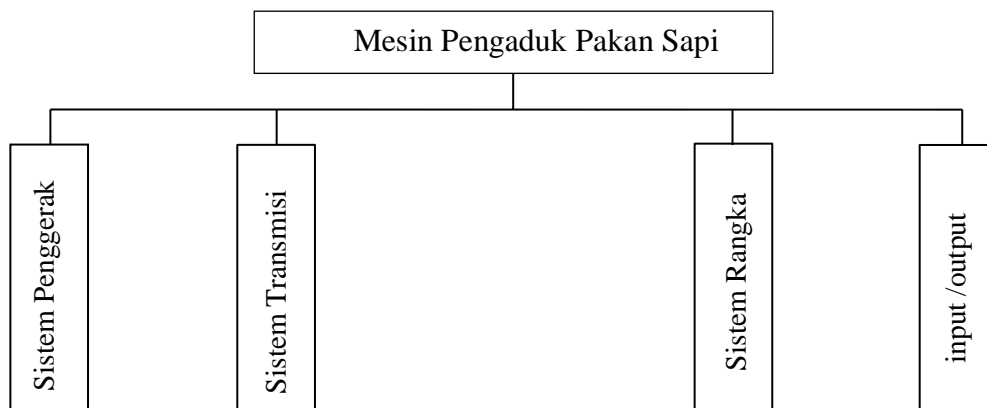 Mesin Pengaduk Pakan Sapi
Sistem Penggerak
Sistem Transmisi
Sistem Rangka
input /output